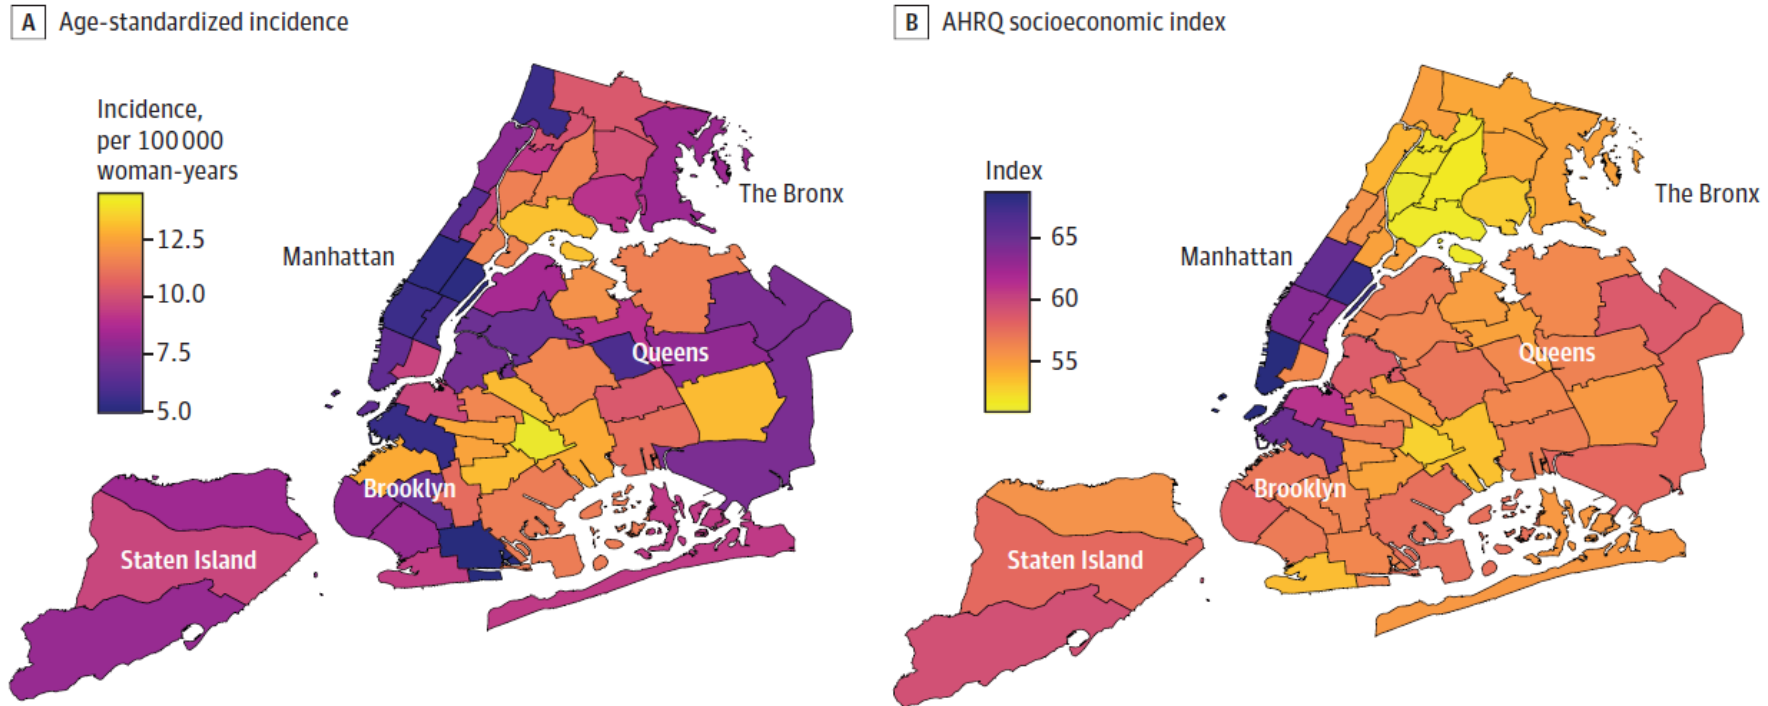 A Age-standardized incidence
Incidence,
per 100 000
woman-years
12.5
10.0
7.5
5.0
Manhattan
The Bronx
Queens
Brooklyn
Staten Island
B AHRQ socioeconomic index
Index
65
60
55
Manhattan
The Bronx
Queens
Brooklyn
Staten Island